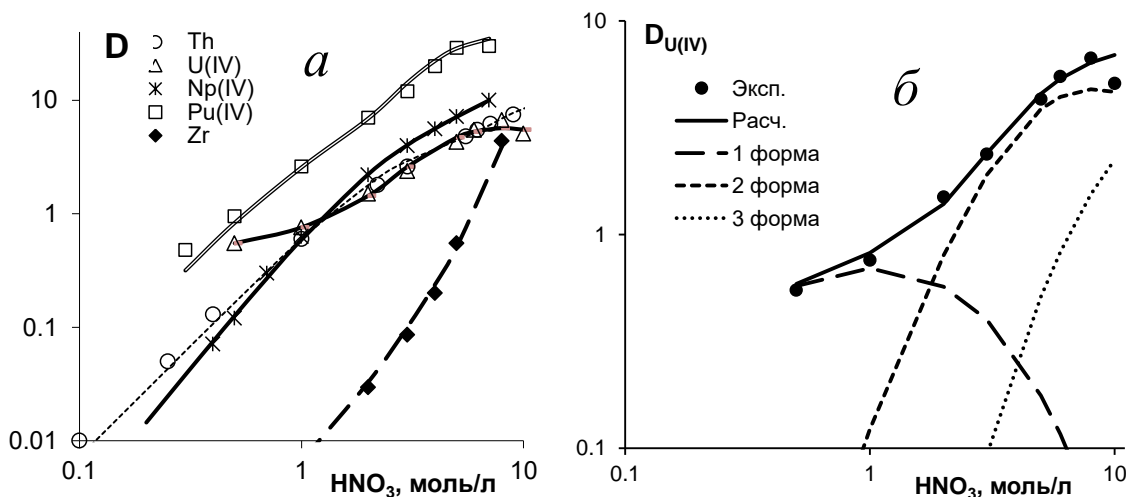 D
Th
U(IV)
Np(IV)
Pu(IV)
Zr
а
10
1
0.1
0.01
0.1
1
10
HNO3, моль/л
DU(IV)
Эксп.
Расч.
1 форма
2 форма
3 форма
б
10
1
0.1
0.1
1
10
HNO3, моль/л